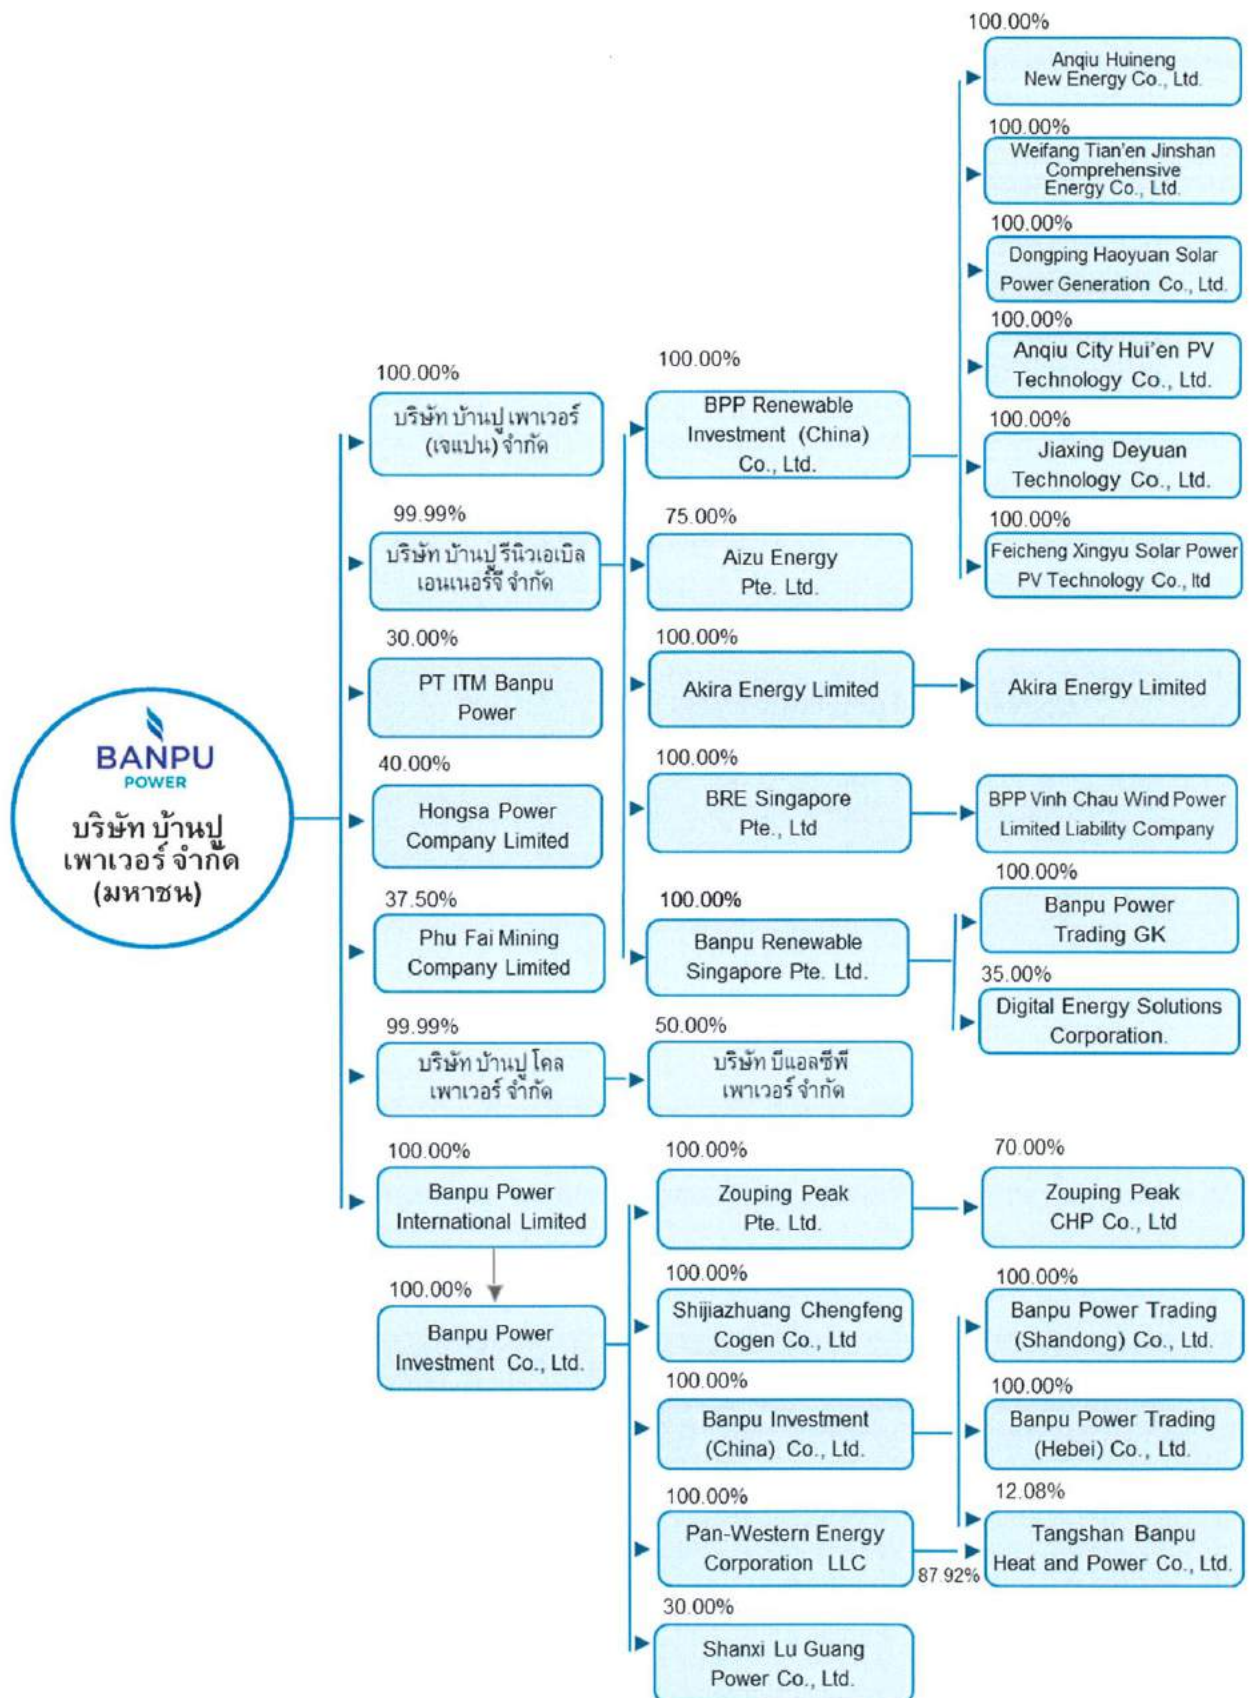 100.00%
Anqiu Huineng
New Energy Co., Ltd.
100.00%
Weifang Tian'en Jinshan
Comprehensive
Energy Co., Ltd.
100.00%
Dongping Haoyuan Solar
Power Generation Co., Ltd.
100.00%
Anqiu City Hui'en PV
Technology Co., Ltd.
100.00%
Jiaxing Deyuan
Technology Co., Ltd.
100.00%
Feicheng Xingyu Solar Power
PV Technology Co., ltd
100.00%
บริษัท บ้านปู เพาเวอร์
(เจแปน) จำกัด
100.00%
BPP Renewable
Investment (China)
Co., Ltd.
99.99%
บริษัท บ้านปู รีนิวเอเบิล
เอนเนอร์จี จำกัด
75.00%
Aizu Energy
Pte. Ltd.
30.00%
PT ITM Banpu
Power
100.00%
Akira Energy Limited
Akira Energy Limited
BANPU
POWER
บริษัท บ้านปู
เพาเวอร์ จำกัด
(มหาชน)
40.00%
Hongsa Power
Company Limited
100.00%
BRE Singapore
Pte., Ltd
BPP Vinh Chau Wind Power
Limited Liability Company
37.50%
Phu Fai Mining
Company Limited
100.00%
Banpu Renewable
Singapore Pte. Ltd.
100.00%
Banpu Power
Trading GK
35.00%
Digital Energy Solutions
Corporation.
99.99%
บริษัท บ้านปู โคล
เพาเวอร์ จำกัด
50.00%
บริษัท บีแอลซีพี
เพาเวอร์ จำกัด
100.00%
Banpu Power
International Limited
100.00%
Zouping Peak
Pte. Ltd.
70.00%
Zouping Peak
CHP Co., Ltd
100.00%
Banpu Power
Investment Co., Ltd.
100.00%
Shijiazhuang Chengfeng
Cogen Co., Ltd
100.00%
Banpu Power Trading
(Shandong) Co., Ltd.
100.00%
Banpu Investment
(China) Co., Ltd.
100.00%
Banpu Power Trading
(Hebei) Co., Ltd.
100.00%
Pan-Western Energy
Corporation LLC
87.92%
12.08%
Tangshan Banpu
Heat and Power Co., Ltd.
30.00%
Shanxi Lu Guang
Power Co., Ltd.